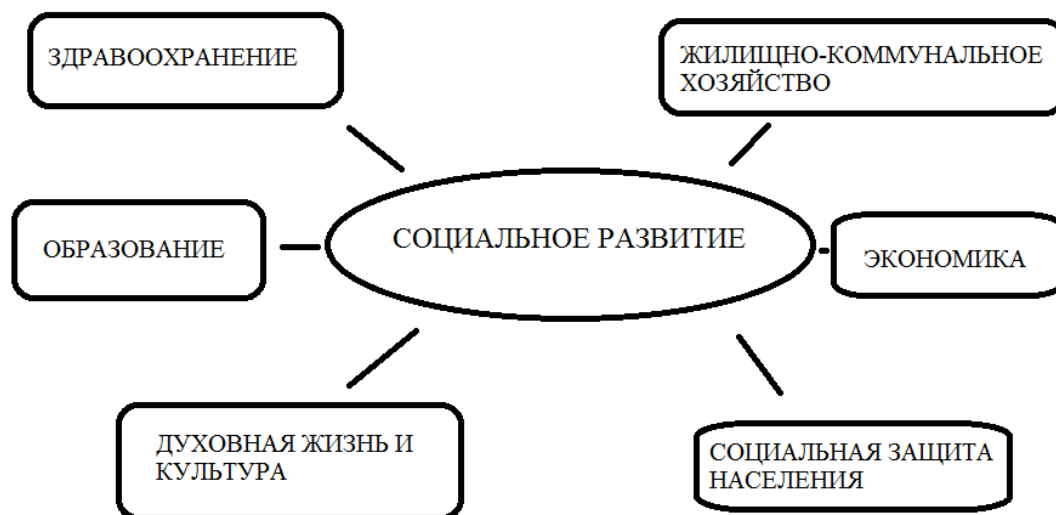 ЗДРАВООХРАНЕНИЕ
ЖИЛИЩНО-КОММУНАЛЬНОЕ
ХОЗЯЙСТВО
ОБРАЗОВАНИЕ
СОЦИАЛЬНОЕ РАЗВИТИЕ
ЭКОНОМИКА
ДУХОВНАЯ ЖИЗНЬ И
КУЛЬТУРА
СОЦИАЛЬНАЯ ЗАЩИТА
НАСЕЛЕНИЯ